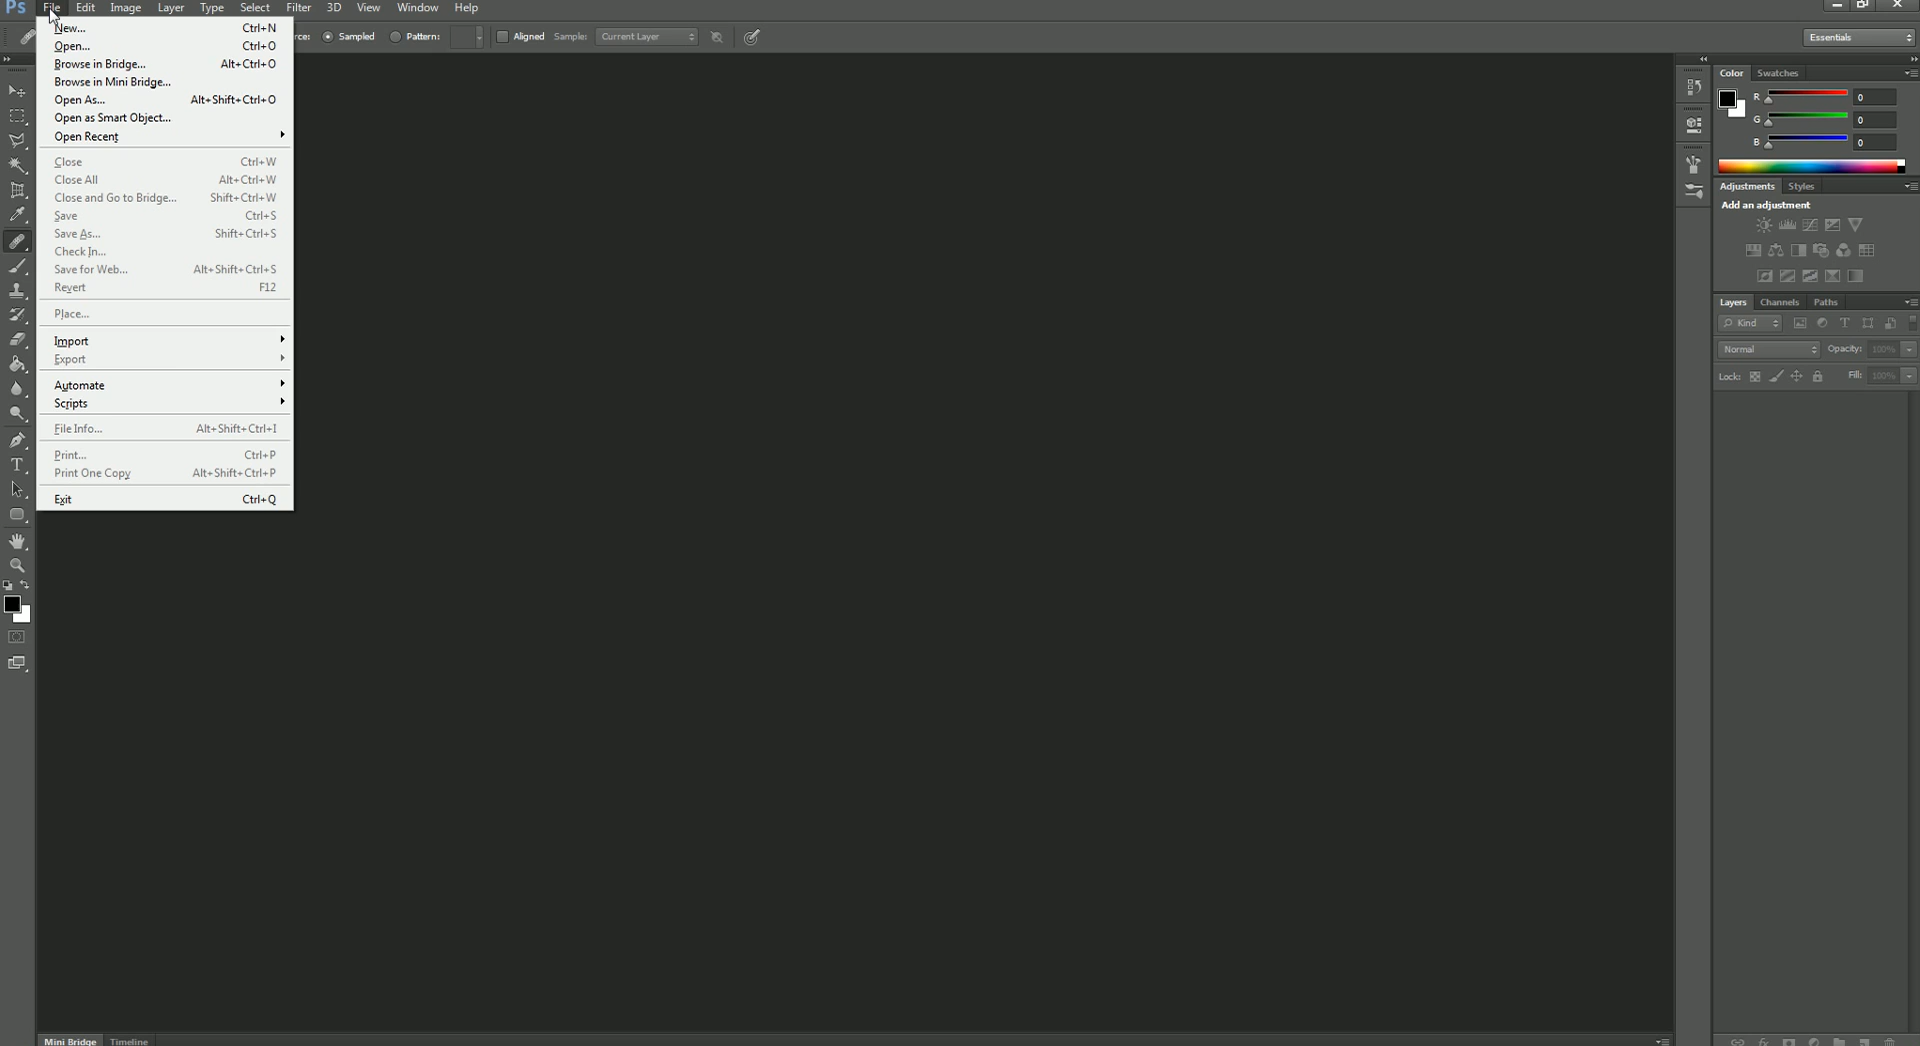 Ps File Edit Image Layer Type Select Filter 3D View Window Help
rce: Sampled Pattern: Aligned Sample: Current Layer Essentials
New... Ctrl+N
Open... Ctrl+O
Browse in Bridge... Alt+Ctrl+O
Browse in Mini Bridge...
Open As... Alt+Shift+Ctrl+O
Open as Smart Object...
Open Recent
Close Ctrl+W
Close All Alt+Ctrl+W
Close and Go to Bridge... Shift+Ctrl+W
Save Ctrl+S
Save As... Shift+Ctrl+S
Check In...
Save for Web... Alt+Shift+Ctrl+S
Revert F12
Place...
Import
Export
Automate
Scripts
File Info... Alt+Shift+Ctrl+I
Print... Ctrl+P
Print One Copy Alt+Shift+Ctrl+P
Exit Ctrl+Q
Color Swatches
R 0
G 0
B 0
Adjustments Styles
Add an adjustment
Layers Channels Paths
Kind
Normal Opacity: 100%
Lock: Fill: 100%
Mini Bridge Timeline